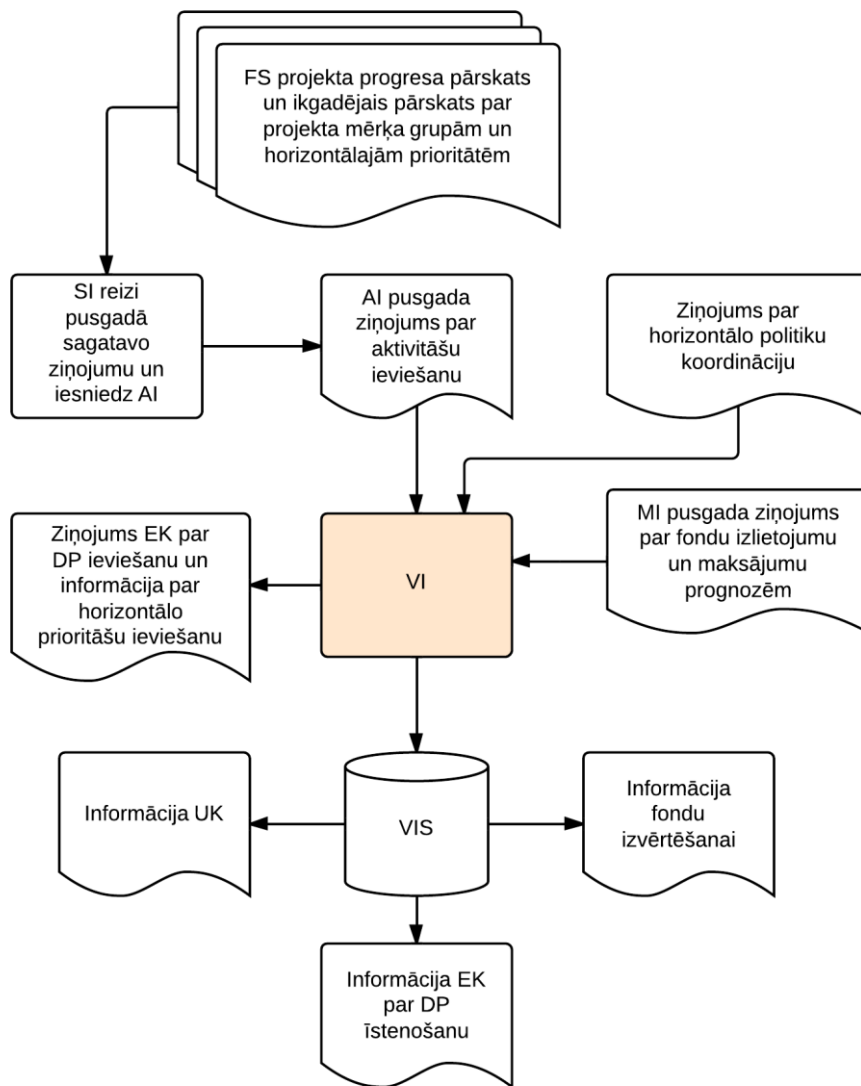 FS projekta progresa pārskats
un ikgadējais pārskats par
projekta mērķa grupām un
horizontālajām prioritātēm
SI reizi
pusgadā
sagatavo
ziņojumu un
iesniedz AI
AI pusgada
ziņojums par
aktivitāšu
ieviešanu
Ziņojums par
horizontālo politiku
koordināciju
Ziņojums EK par
DP ieviešanu un
informācija par
horizontālo
prioritāšu ieviešanu
VI
MI pusgada ziņojums
par fondu izlietojumu
un maksājumu
prognozēm
Informācija UK
VIS
Informācija
fondu
izvērtēšanai
Informācija EK
par DP
īstenošanu